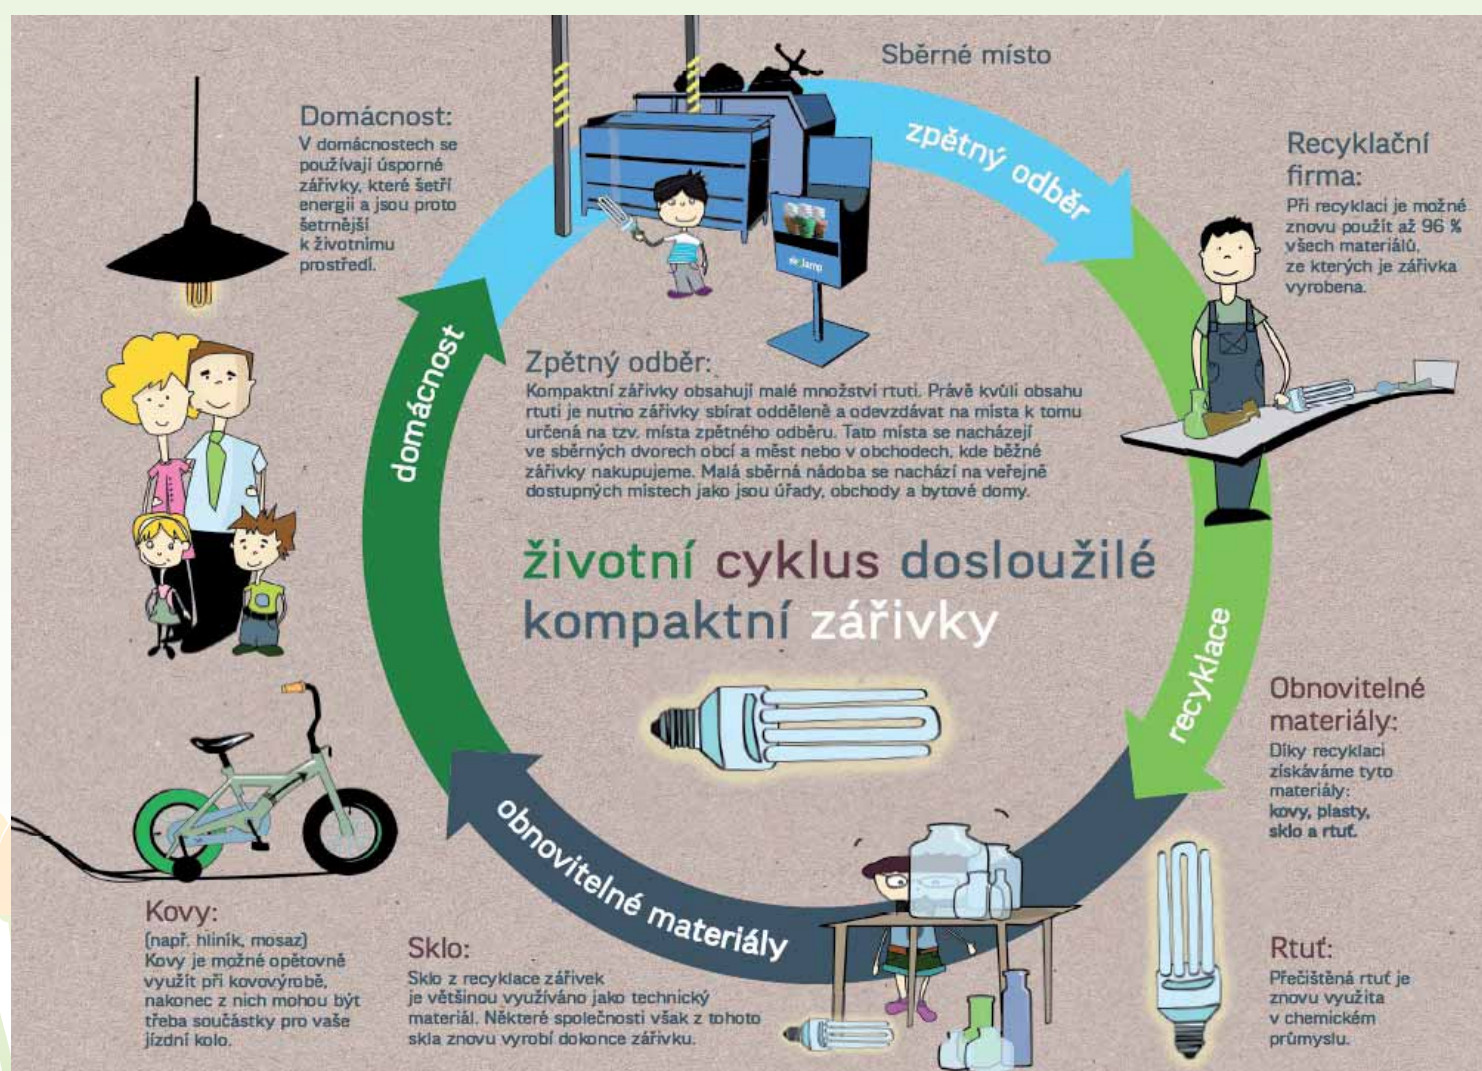 Sběrné místo
zpětný odběr
Domácnost:
V domácnostech se
používají úsporné
zářivky, které šetří
energii a jsou proto
šetrnější
k životnímu
prostředí.
Recyklační
firma:
Při recyklaci je možné
znovu použít až 96 %
všech materiálů,
ze kterých je zářivka
vyrobena.
domácnost
Zpětný odběr:
Kompaktní zářivky obsahují malé množství rtuti. Právě kvůli obsahu
rtuti je nutno zářivky sbírat odděleně a odevzdávat na místa k tomu
určená na tzv. místa zpětného odběru. Tato místa se nacházejí
ve sběrných dvorech obcí a měst nebo v obchodech, kde běžné
zářivky nakupujeme. Malá sběrná nádoba se nachází na veřejně
dostupných místech jako jsou úřady, obchody a bytové domy.
životní cyklus dosloužilé
kompaktní zářivky
recyklace
Obnovitelné
materiály:
Díky recyklaci
získáváme tyto
materiály:
kovy, plasty,
sklo a rtuť.
obnovitelné materiály
Kovy:
(např. hliník, mosaz)
Kovy je možné opětovně
využít při kovovýrobě,
nakonec z nich mohou být
třeba součástky pro vaše
jízdní kolo.
Sklo:
Sklo z recyklace zářivek
je většinou využíváno jako technický
materiál. Některé společnosti však z tohoto
skla znovu vyrobí dokonce zářivku.
Rtuť:
Přečištěná rtuť je
znovu využita
v chemickém
průmyslu.